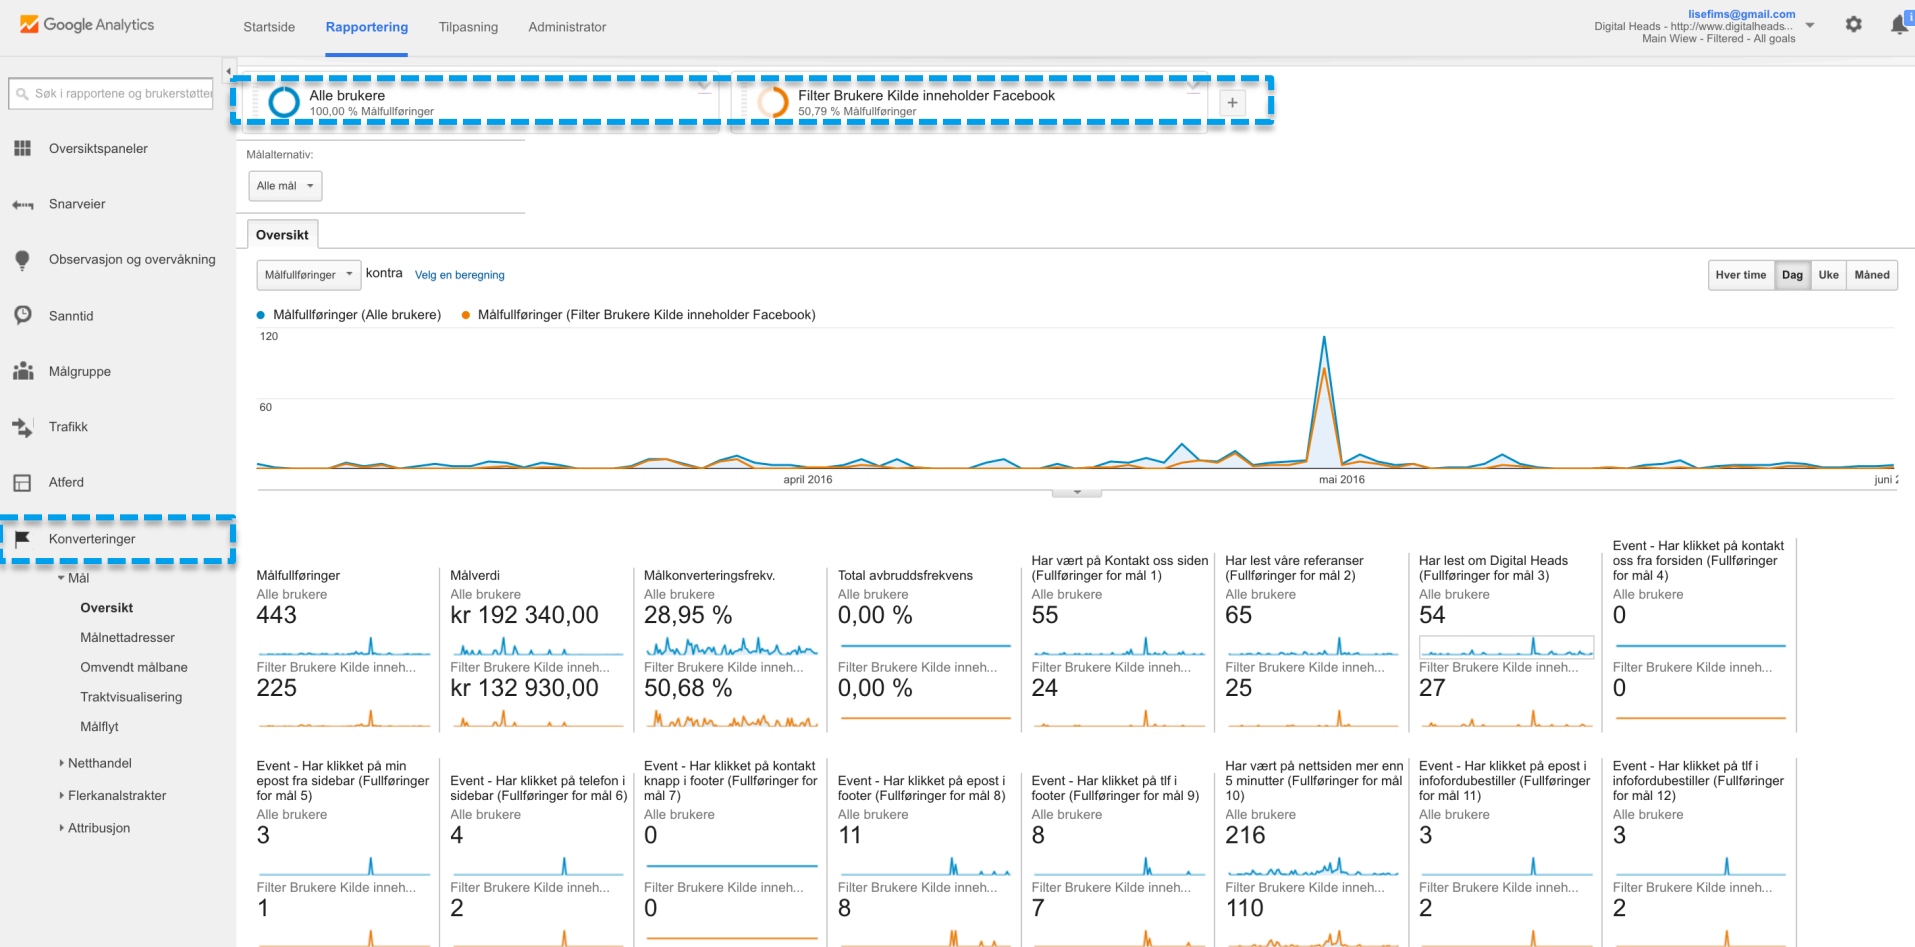 Google Analytics
Startside
Rapportering
Tilpasning
Administrator
lisefims@gmail.com
Digital Heads - http://www.digitalheads...
Main Wiew - Filtered - All goals
Søk i rapportene og brukerstøtten
Oversiktspaneler
Snarveier
Observasjon og overvåkning
Sanntid
Målgruppe
Trafikk
Atferd
Konverteringer
Mål
Oversikt
Målnettadresser
Omvendt målbane
Traktvisualisering
Målflyt
Netthandel
Flerkanalstrakter
Attribusjon
Alle brukere
100,00 % Målfullføringer
Filter Brukere Kilde inneholder Facebook
50,79 % Målfullføringer
+
Målalternativ:
Alle mål
Oversikt
Målfullføringer
kontra
Velg en beregning
Hver time
Dag
Uke
Måned
Målfullføringer (Alle brukere)
Målfullføringer (Filter Brukere Kilde inneholder Facebook)
120
60
april 2016
mai 2016
juni
Målfullføringer
Alle brukere
443
Filter Brukere Kilde inneh...
225
Målverdi
Alle brukere
kr 192 340,00
Filter Brukere Kilde inneh...
kr 132 930,00
Målkonverteringsfrekv.
Alle brukere
28,95 %
Filter Brukere Kilde inneh...
50,68 %
Total avbruddsfrekvens
Alle brukere
0,00 %
Filter Brukere Kilde inneh...
0,00 %
Har vært på Kontakt oss siden
(Fullføringer for mål 1)
Alle brukere
55
Filter Brukere Kilde inneh...
24
Har lest våre referanser
(Fullføringer for mål 2)
Alle brukere
65
Filter Brukere Kilde inneh...
25
Har lest om Digital Heads
(Fullføringer for mål 3)
Alle brukere
54
Filter Brukere Kilde inneh...
27
Event - Har klikket på kontakt
oss fra forsiden (Fullføringer
for mål 4)
Alle brukere
0
Filter Brukere Kilde inneh...
0
Event - Har klikket på min
epost fra sidebar (Fullføringer
for mål 5)
Alle brukere
3
Filter Brukere Kilde inneh...
1
Event - Har klikket på telefon i
sidebar (Fullføringer for mål 6)
Alle brukere
4
Filter Brukere Kilde inneh...
2
Event - Har klikket på kontakt
knapp i footer (Fullføringer for
mål 7)
Alle brukere
0
Filter Brukere Kilde inneh...
0
Event - Har klikket på epost i
footer (Fullføringer for mål 8)
Alle brukere
11
Filter Brukere Kilde inneh...
8
Event - Har klikket på tlf i
footer (Fullføringer for mål 9)
Alle brukere
8
Filter Brukere Kilde inneh...
7
Har vært på nettsiden mer enn
5 minutter (Fullføringer for mål
10)
Alle brukere
216
Filter Brukere Kilde inneh...
110
Event - Har klikket på epost i
infofordubestiller (Fullføringer
for mål 11)
Alle brukere
3
Filter Brukere Kilde inneh...
2
Event - Har klikket på tlf i
infofordubestiller (Fullføringer
for mål 12)
Alle brukere
3
Filter Brukere Kilde inneh...
2